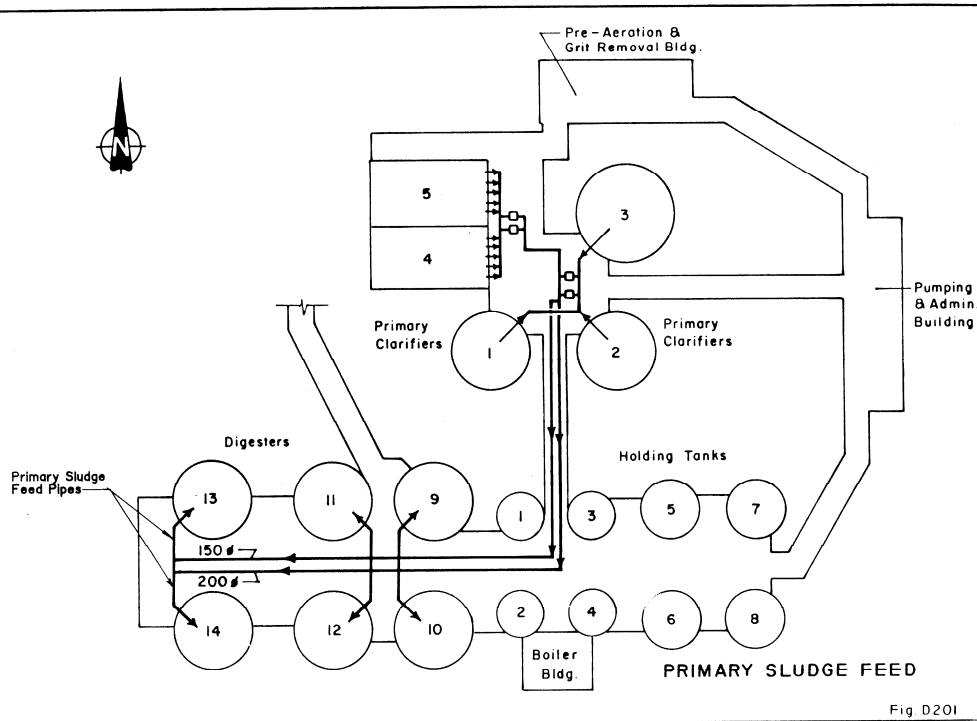 Pre-Aeration &
Grit Removal Bldg.
N
5
3
4
Pumping
& Admin.
Building
Primary
Clarifiers
1
2
Primary
Clarifiers
Digesters
Holding Tanks
Primary Sludge
Feed Pipes
13
11
9
1
3
5
7
150 ø
200 ø
14
12
10
2
4
6
8
Boiler
Bldg.
PRIMARY SLUDGE FEED
Fig. D201